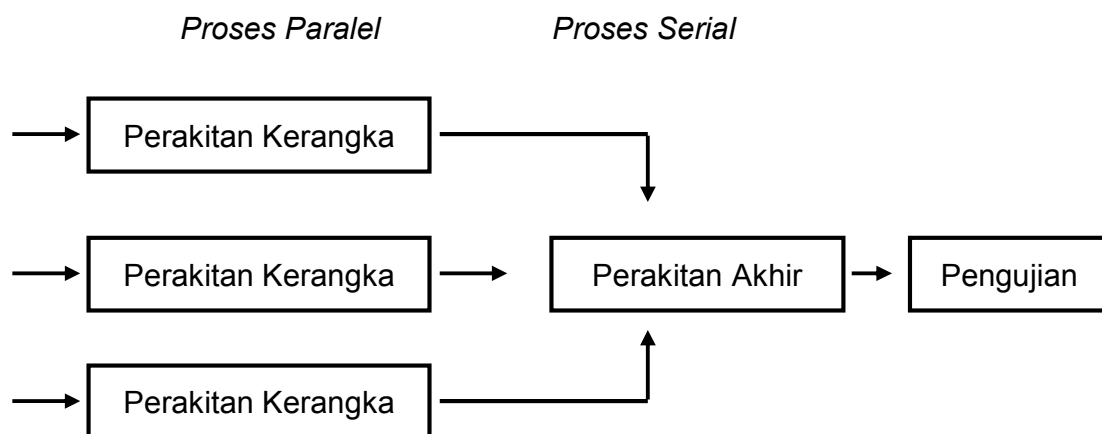 Proses Paralel Proses Serial
Perakitan Kerangka
Perakitan Kerangka Perakitan Akhir Pengujian
Perakitan Kerangka